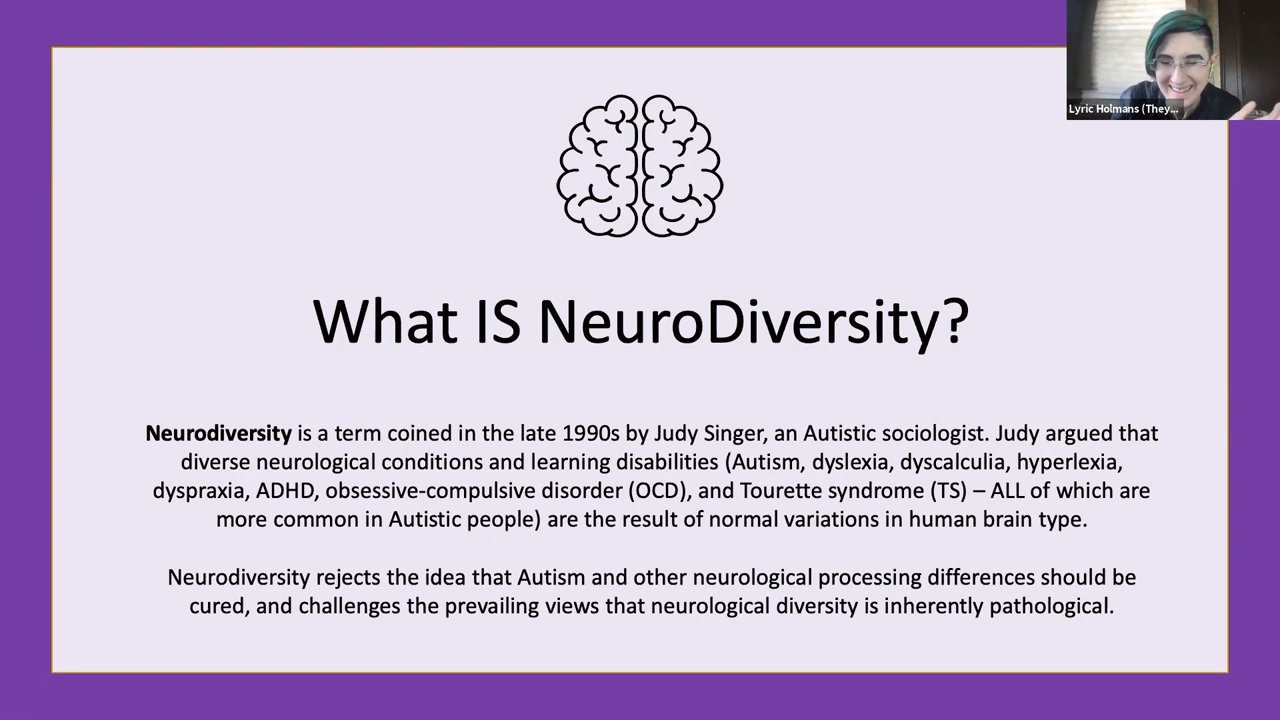 Lyric Holmans (They...
What IS NeuroDiversity?
Neurodiversity is a term coined in the late 1990s by Judy Singer, an Autistic sociologist. Judy argued that
diverse neurological conditions and learning disabilities (Autism, dyslexia, dyscalculia, hyperlexia,
dyspraxia, ADHD, obsessive-compulsive disorder (OCD), and Tourette syndrome (TS) – ALL of which are
more common in Autistic people) are the result of normal variations in human brain type.
Neurodiversity rejects the idea that Autism and other neurological processing differences should be
cured, and challenges the prevailing views that neurological diversity is inherently pathological.